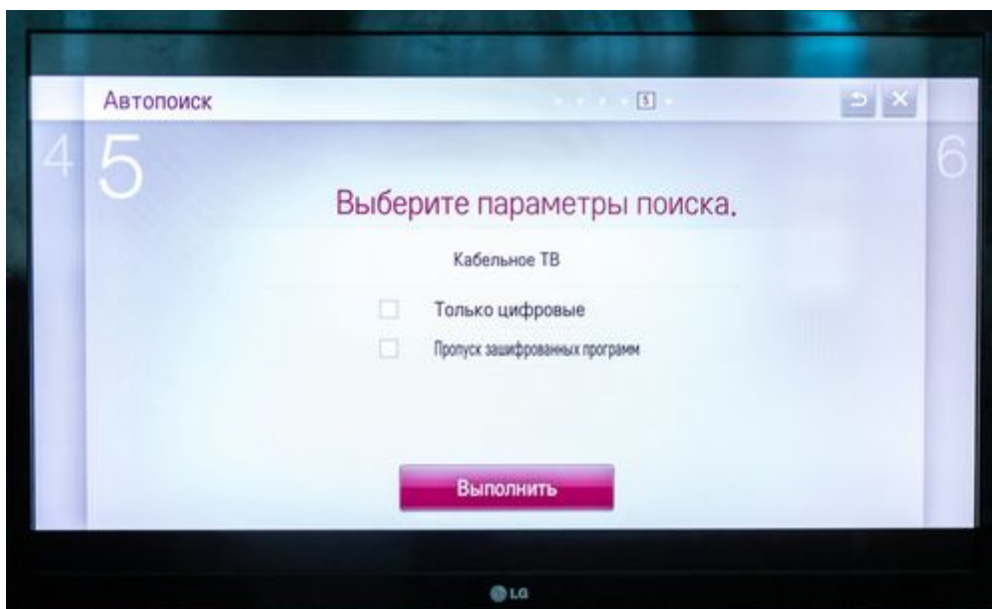 Автопоиск
5
4
5
6
Выберите параметры поиска.
Кабельное ТВ
Только цифровые
Пропуск зашифрованных программ
Выполнить
LG